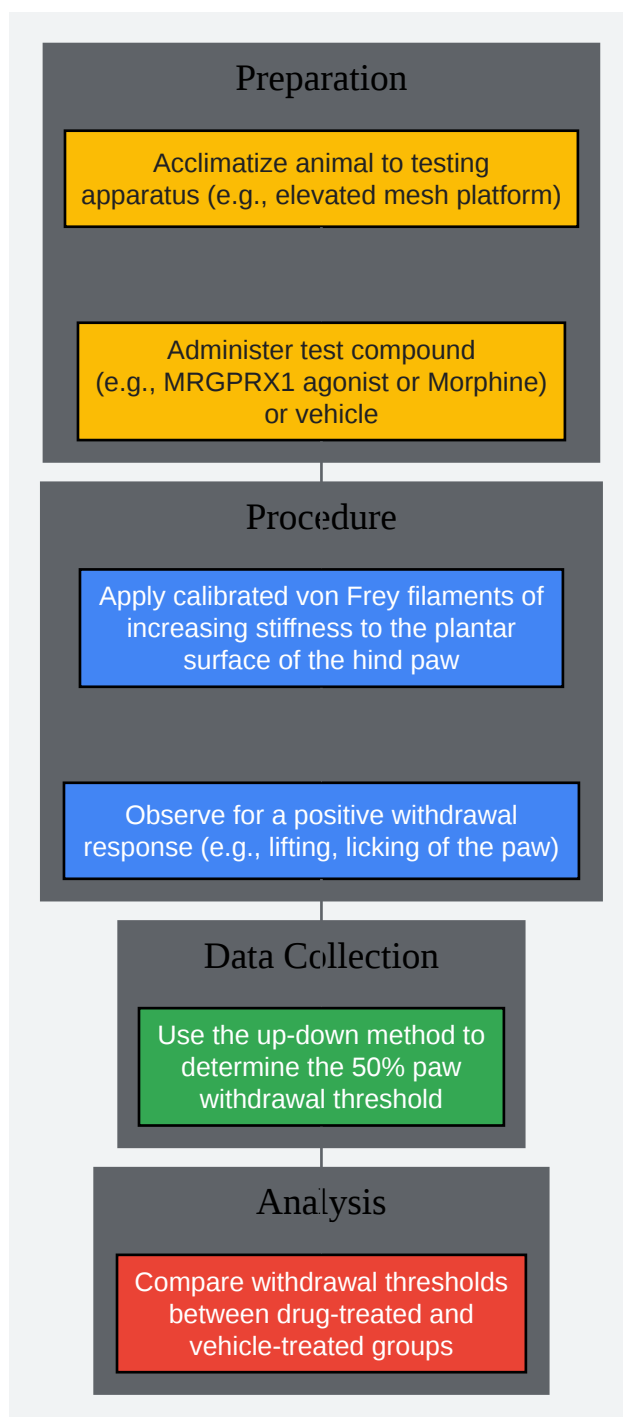 Preparation
Acclimatize animal to testing
apparatus (e.g., elevated mesh platform)
Administer test compound
(e.g., MRGPRX1 agonist or Morphine)
or vehicle
Procedure
Apply calibrated von Frey filaments of
increasing stiffness to the plantar
surface of the hind paw
Observe for a positive withdrawal
response (e.g., lifting, licking of the paw)
Data Collection
Use the up-down method to
determine the 50% paw
withdrawal threshold
Analysis
Compare withdrawal thresholds
between drug-treated and
vehicle-treated groups